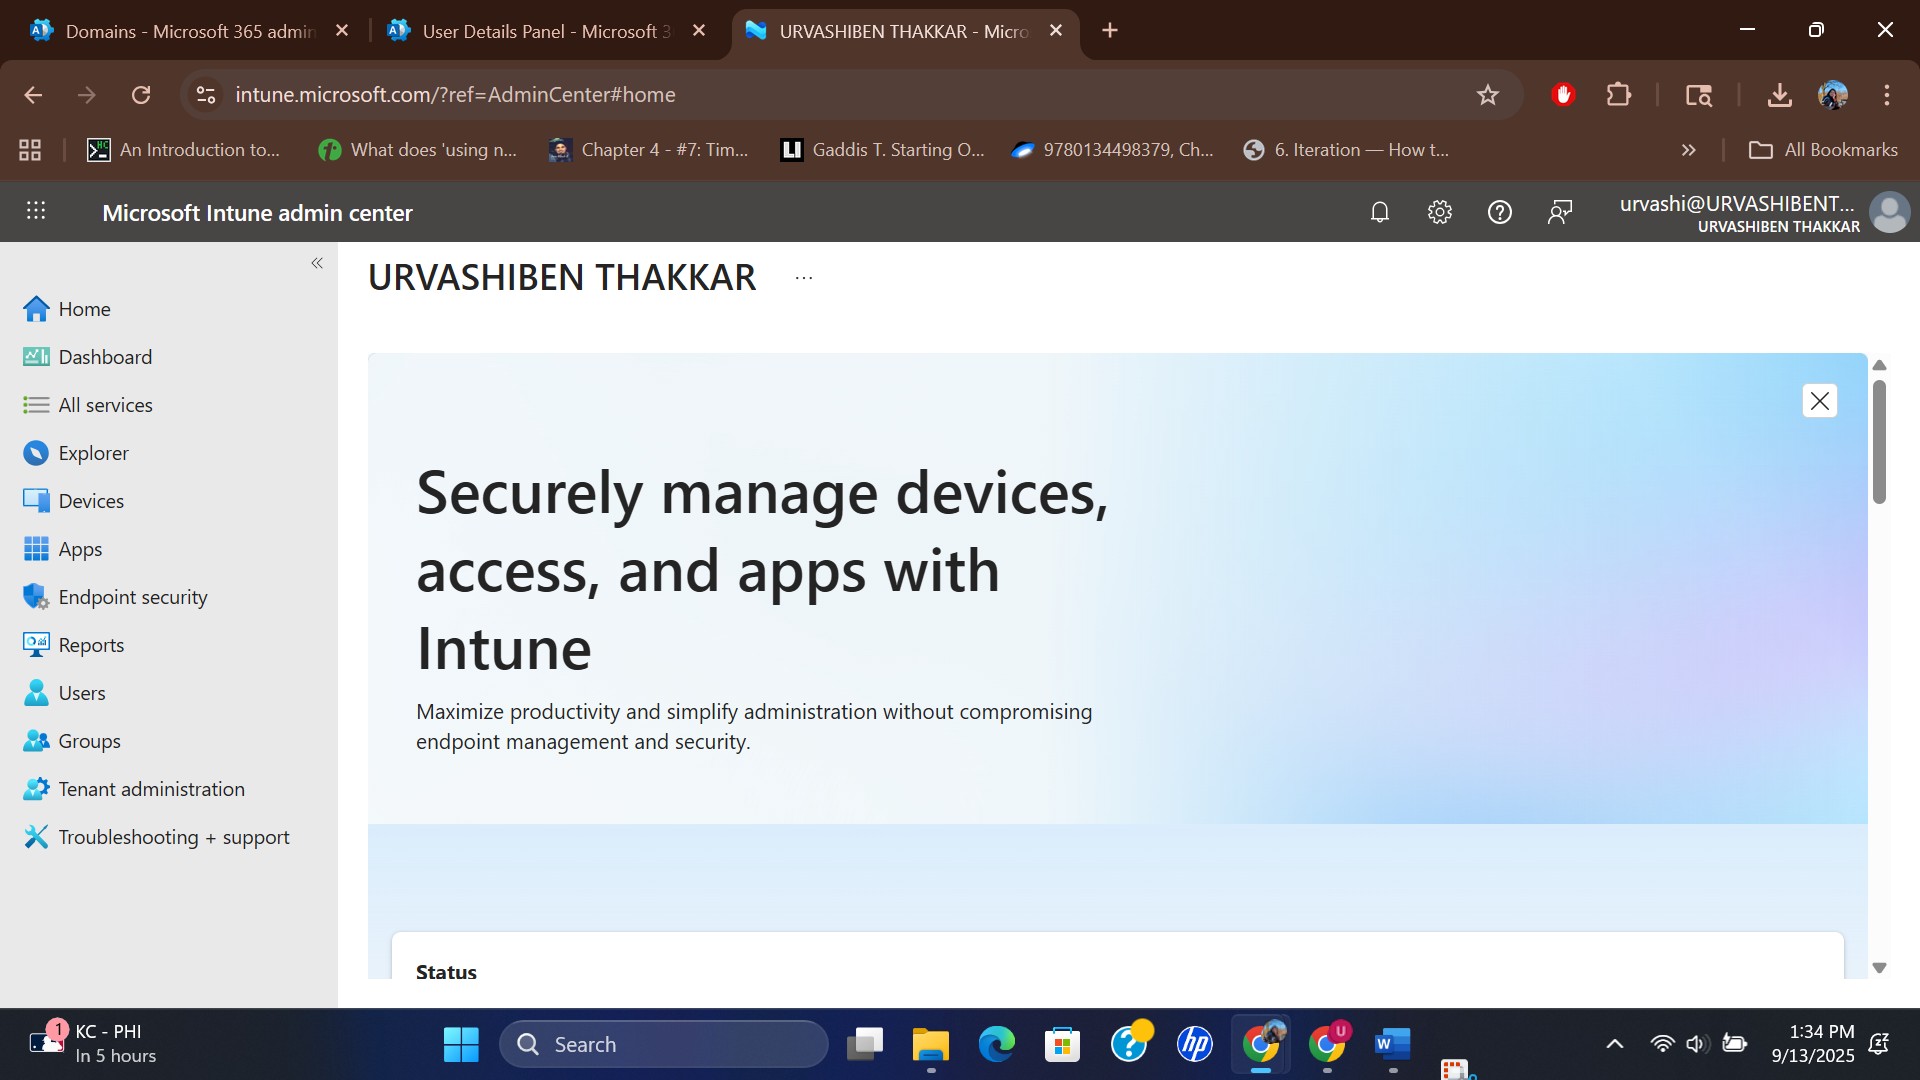 Domains - Microsoft 365 admin
User Details Panel - Microsoft 3
URVASHIBEN THAKKAR - Micro
intune.microsoft.com/?ref=AdminCenter#home
An Introduction to...
What does 'using n...
Chapter 4 - #7: Tim...
Gaddis T. Starting O...
9780134498379, Ch...
6. Iteration — How t...
All Bookmarks
Microsoft Intune admin center
urvashi@URVASHIBENT...
URVASHIBEN THAKKAR
URVASHIBEN THAKKAR ...
Home
Dashboard
All services
Explorer
Devices
Apps
Endpoint security
Reports
Users
Groups
Tenant administration
Troubleshooting + support
Securely manage devices,
access, and apps with
Intune
Maximize productivity and simplify administration without compromising
endpoint management and security.
Status
1
KC - PHI
In 5 hours
Search
1:34 PM
9/13/2025